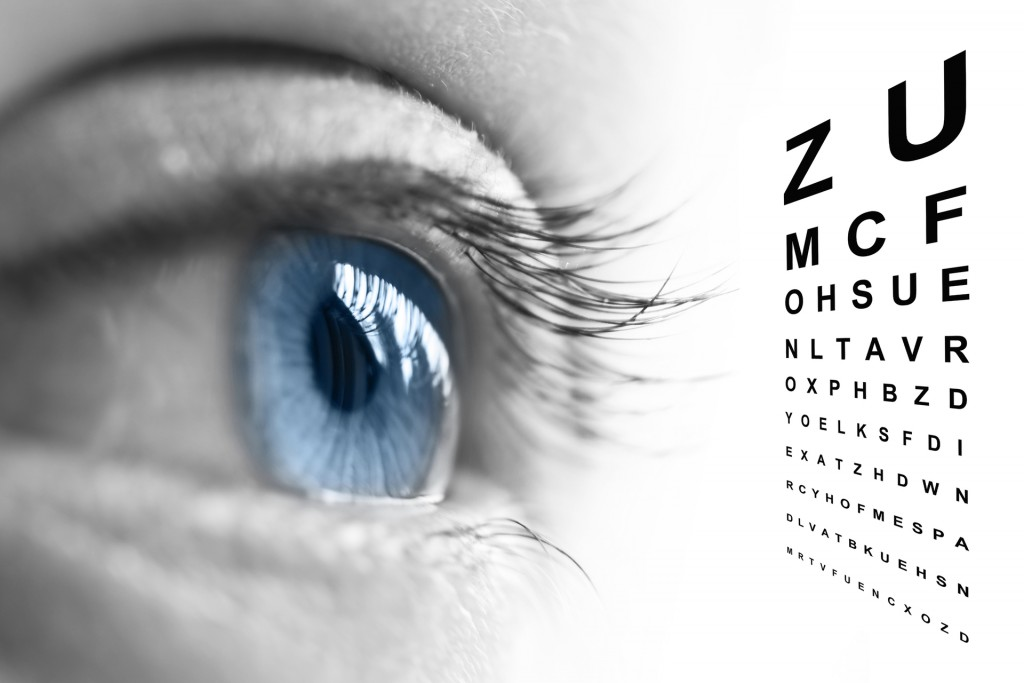 Z U
M C F
O H S U E
N L T A V R
O X P H B Z D
Y O E L K S F D I
E X A T Z H D W N
R C Y H O F M E S P A
D L V A T B K U E H S N
M R T V F U E N C X O Z D